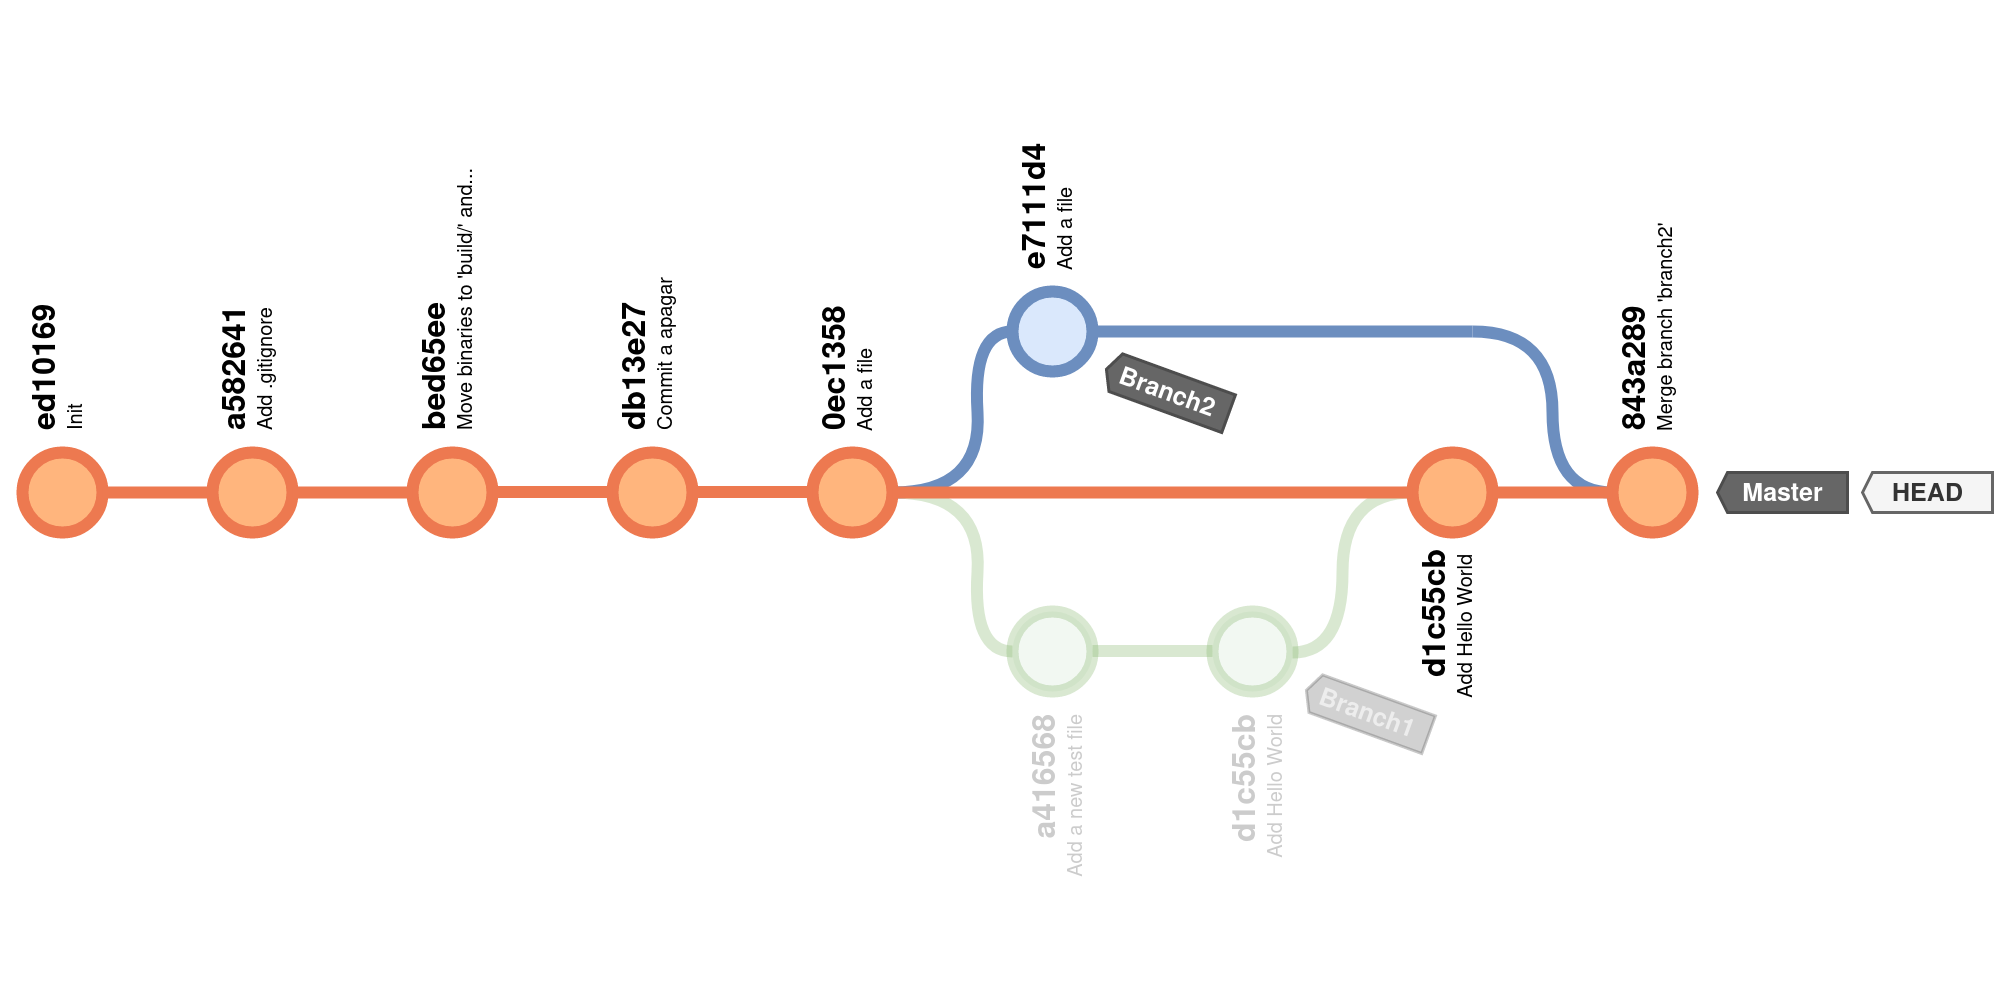 ed10169
Init
a582641
Add .gitignore
bed65ee
Move binaries to 'build/' and...
db13e27
Commit a apagar
0ec1358
Add a file
e7111d4
Add a file
Branch2
843a289
Merge branch 'branch2'
Master
HEAD
d1c55cb
Add Hello World
a416568
Add a new test file
d1c55cb
Add Hello World
Branch1